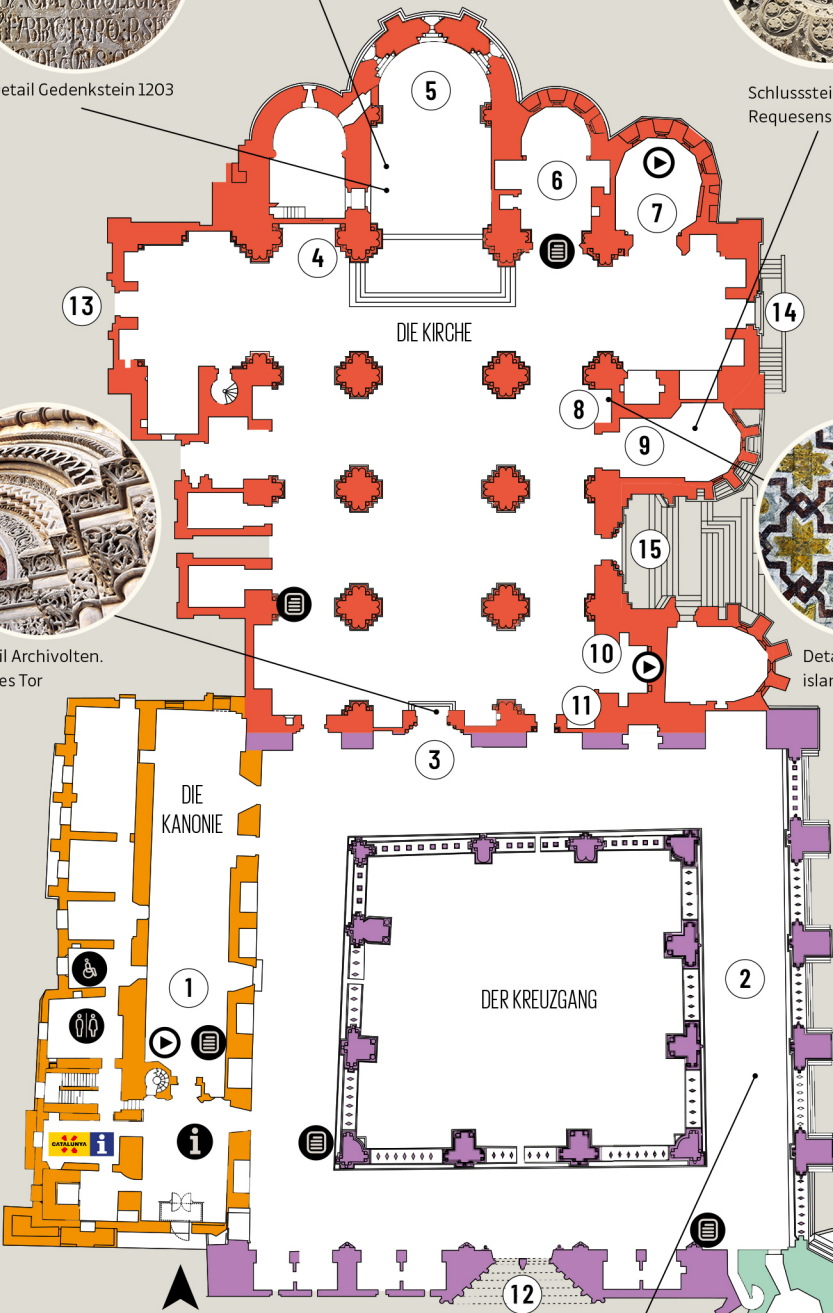 etail Gedenkstein 1203
Schlussstei
Requesens
5
6
7
4
13
14
DIE KIRCHE
8
9
15
il Archivolten.
es Tor
10
Deta
islar
11
3
DIE
KANONIE
1
2
DER KREUZGANG
CATALUNYA i
i
12